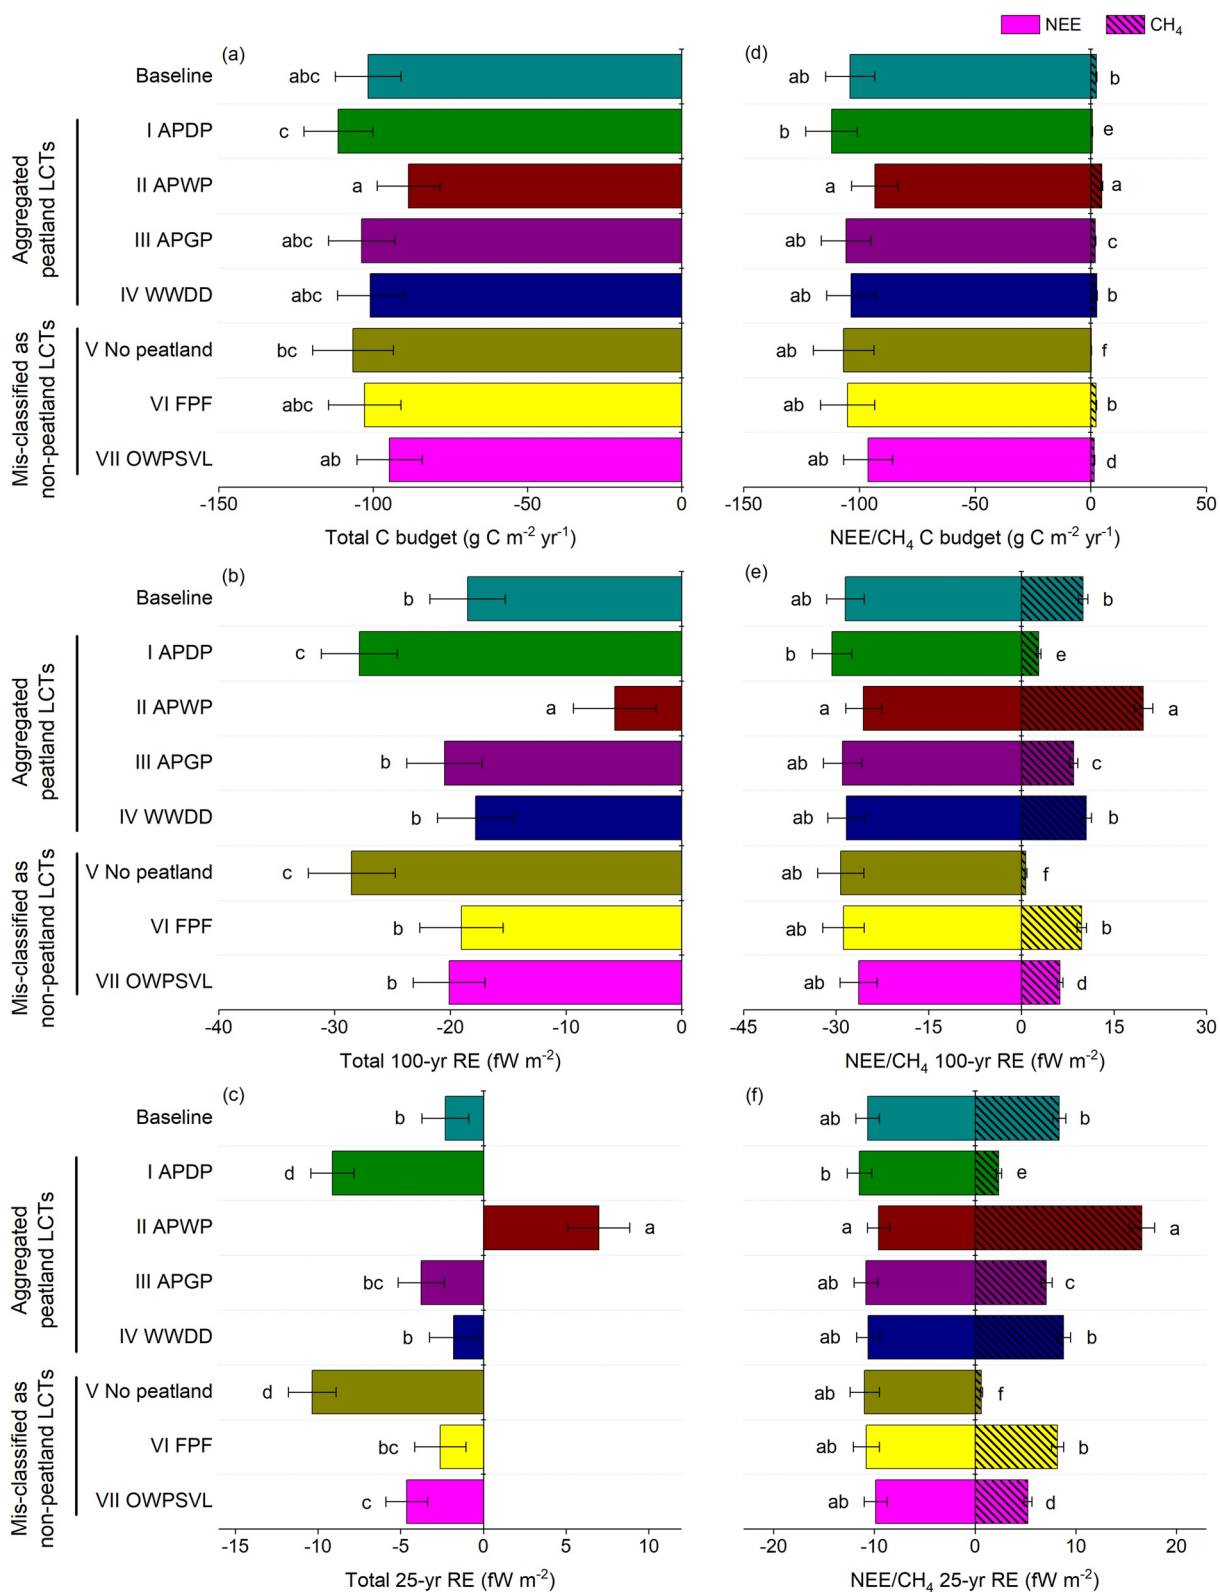 NEE CH₄
(a) (d)
Baseline abc ab b
I APDP c b e
II APWP a a a
III APGP abc ab c
IV WWDD abc ab b
V No peatland bc ab f
VI FPF abc ab b
VII OWPSVL ab ab d
Aggregated
peatland LCTs
Mis-classified as
non-peatland LCTs
-150 -100 -50 0 -150 -100 -50 0 50
Total C budget (g C m⁻² yr⁻¹) NEE/CH₄ C budget (g C m⁻² yr⁻¹)
(b) (e)
Baseline b ab b
I APDP c b e
II APWP a a a
III APGP b ab c
IV WWDD b ab b
V No peatland c ab f
VI FPF b ab b
VII OWPSVL b ab d
Aggregated
peatland LCTs
Mis-classified as
non-peatland LCTs
-40 -30 -20 -10 0 -45 -30 -15 0 15 30
Total 100-yr RE (fW m⁻²) NEE/CH₄ 100-yr RE (fW m⁻²)
(c) (f)
Baseline b ab b
I APDP d b e
II APWP a a a
III APGP bc ab c
IV WWDD b ab b
V No peatland d ab f
VI FPF bc ab b
VII OWPSVL c ab d
Aggregated
peatland LCTs
Mis-classified as
non-peatland LCTs
-15 -10 -5 0 5 10 -20 -10 0 10 20
Total 25-yr RE (fW m⁻²) NEE/CH₄ 25-yr RE (fW m⁻²)